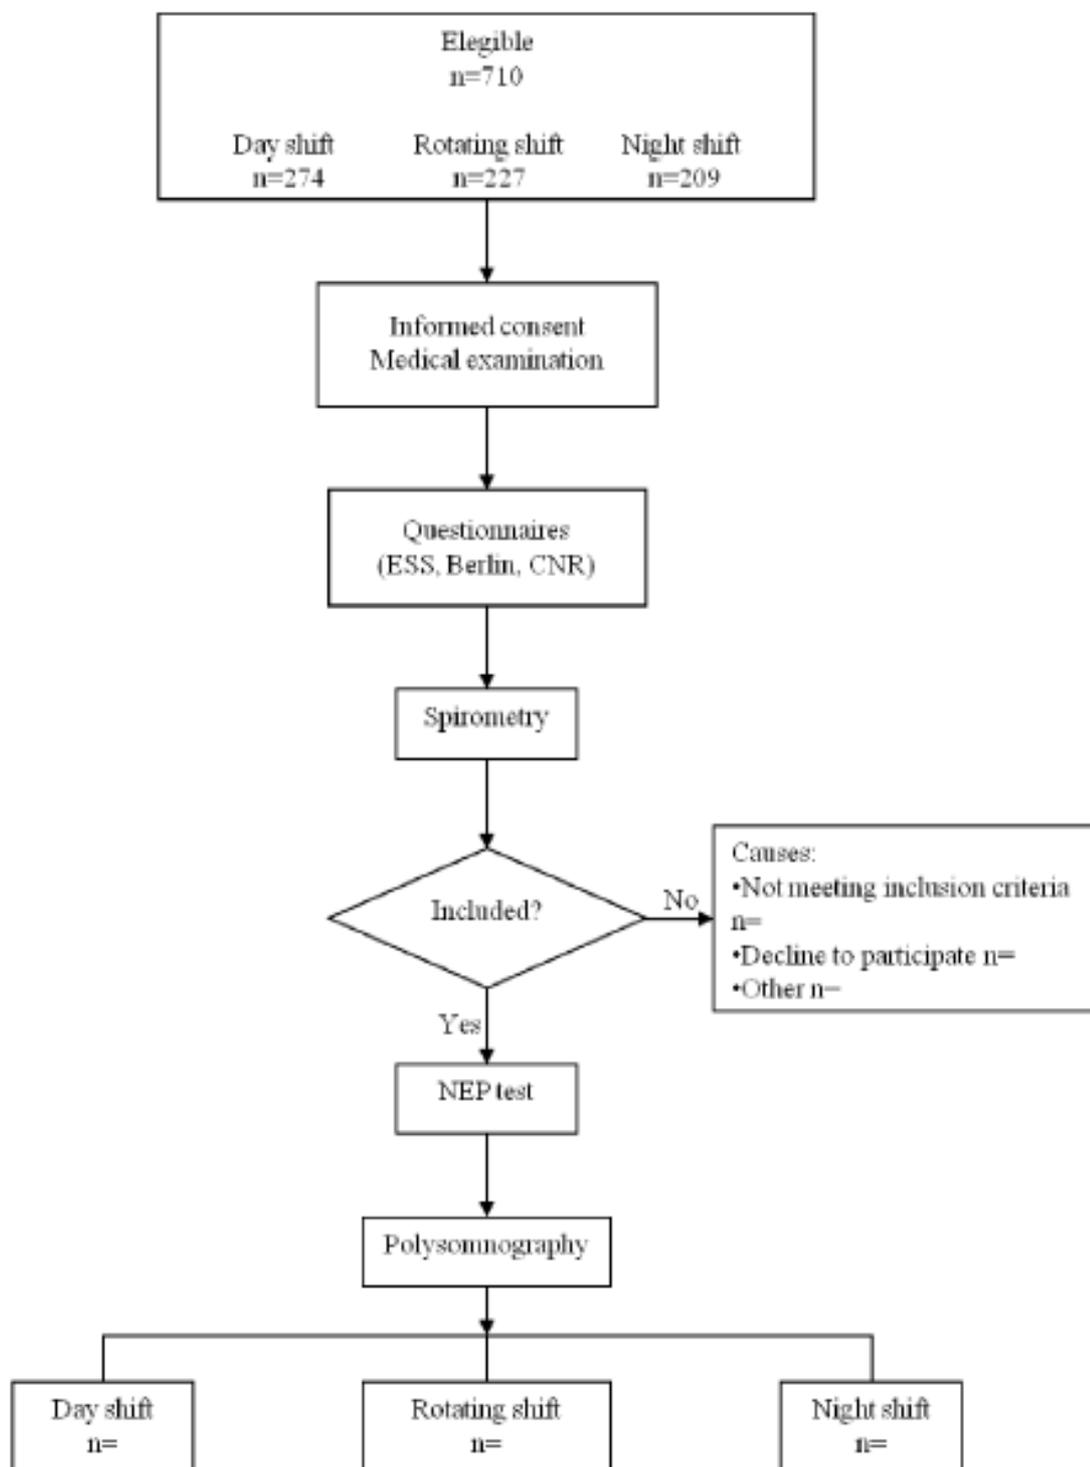 Elegible
n=710
Day shift Rotating shift Night shift
n=274 n=227 n=209
Informed consent
Medical examination
Questionnaires
(ESS, Berlin, CNR)
Spirometry
Included?
No
Causes:
•Not meeting inclusion criteria
n=
•Decline to participate n=
•Other n=
Yes
NEP test
Polysomnography
Day shift Rotating shift Night shift
n= n= n=